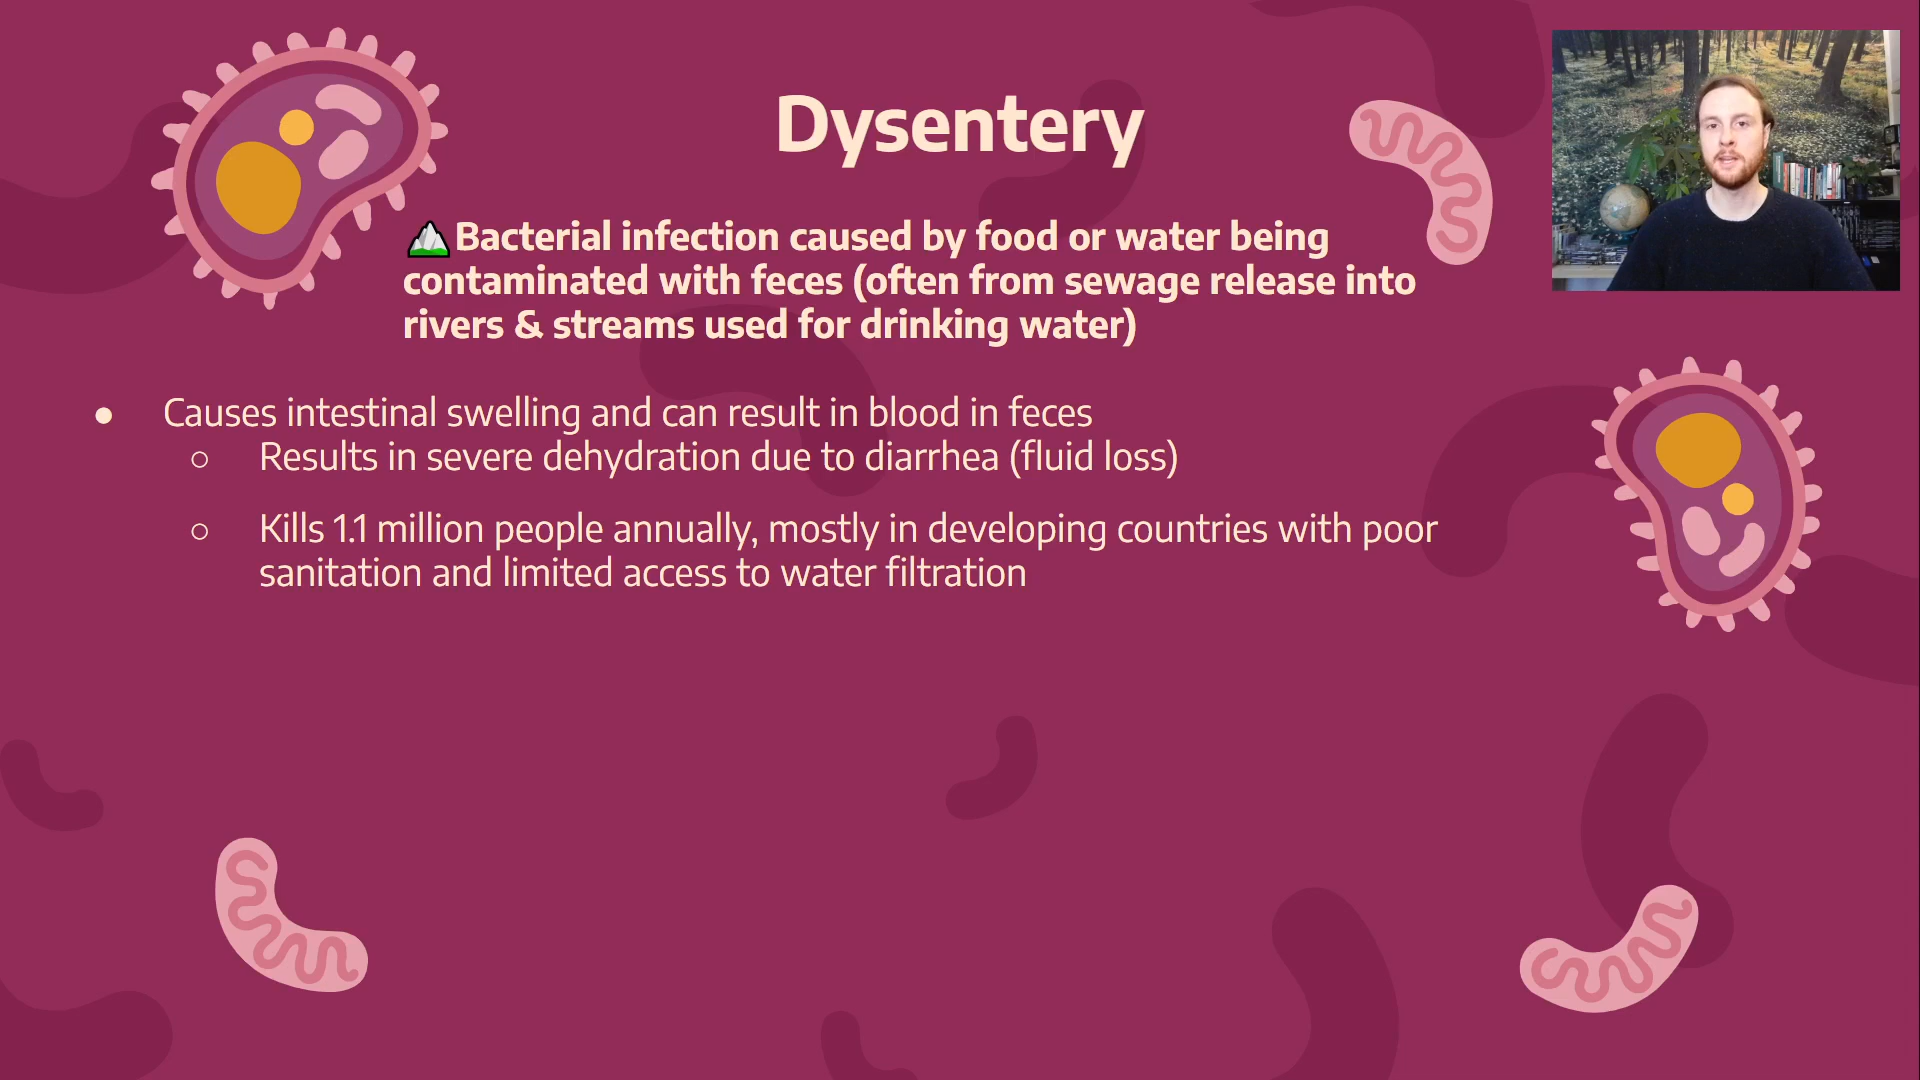 Dysentery
Bacterial infection caused by food or water being
contaminated with feces (often from sewage release into
rivers & streams used for drinking water)
● Causes intestinal swelling and can result in blood in feces
○ Results in severe dehydration due to diarrhea (fluid loss)
○ Kills 1.1 million people annually, mostly in developing countries with poor
sanitation and limited access to water filtration